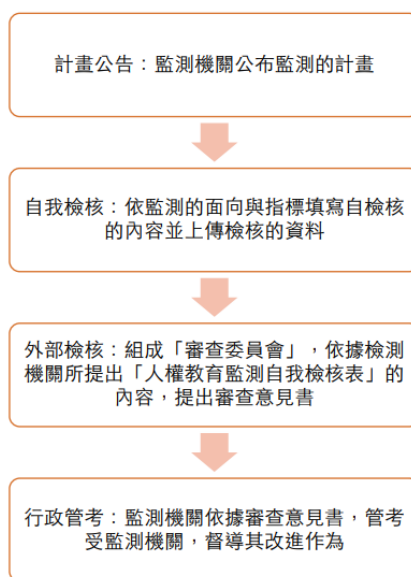 計畫公告：監測機關公布監測的計畫
自我檢核：依監測的面向與指標填寫自檢核
的內容並上傳檢核的資料
外部檢核：組成「審查委員會」，依據檢測
機關所提出「人權教育監測自我檢核表」的
內容，提出審查意見書
行政管考：監測機關依據審查意見書，管考
受監測機關，督導其改進作為